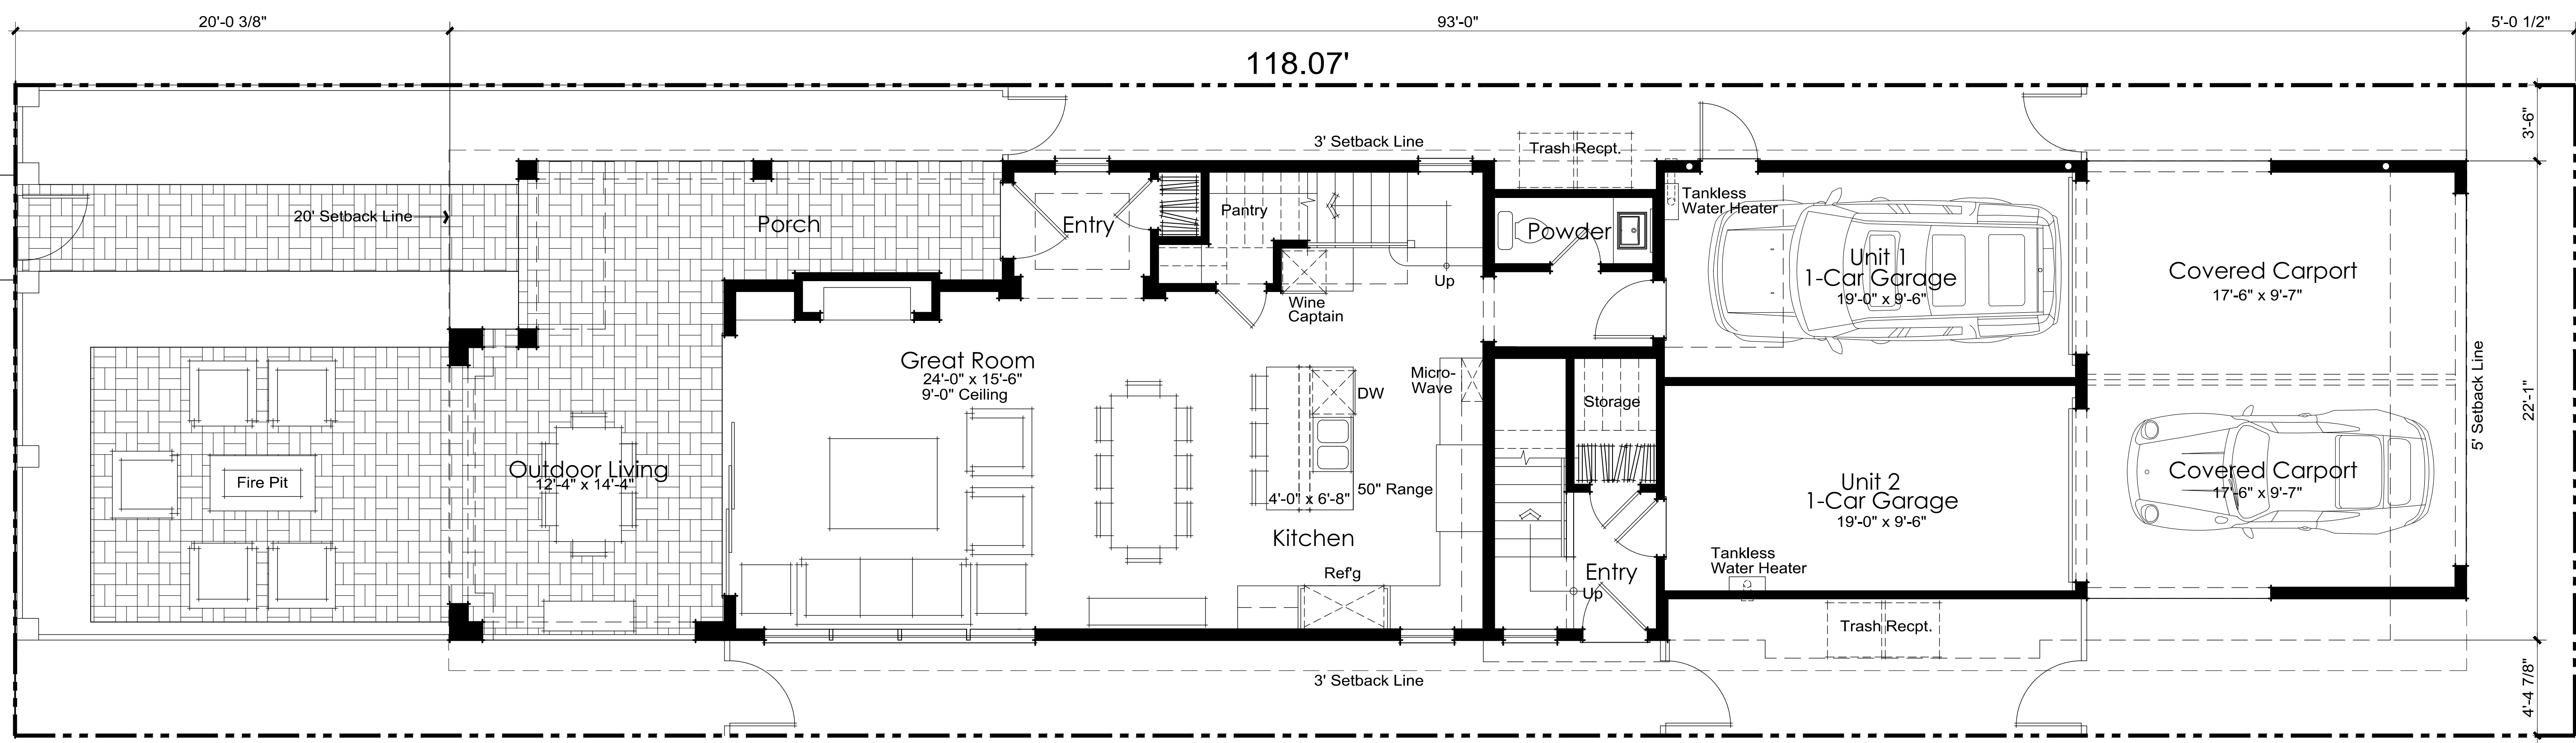 20'-0 3/8"
93'-0"
5'-0 1/2"
118.07'
3'-6"
3' Setback Line
Trash Recpt.
Tankless
Water Heater
20' Setback Line
Porch
Entry
Pantry
Powder
Up
Wine
Captain
Unit 1
1-Car Garage
19'-0" x 9'-6"
Covered Carport
17'-6" x 9'-7"
Great Room
24'-0" x 15'-6"
9'-0" Ceiling
Micro-
Wave
DW
Storage
5' Setback Line
22'-1"
Outdoor Living
12'-4" x 14'-4"
Fire Pit
50" Range
4'-0" x 6'-8"
Kitchen
Ref'g
Entry
Up
Unit 2
1-Car Garage
19'-0" x 9'-6"
Covered Carport
17'-6" x 9'-7"
Tankless
Water Heater
Trash Recpt.
3' Setback Line
4'-4 7/8"